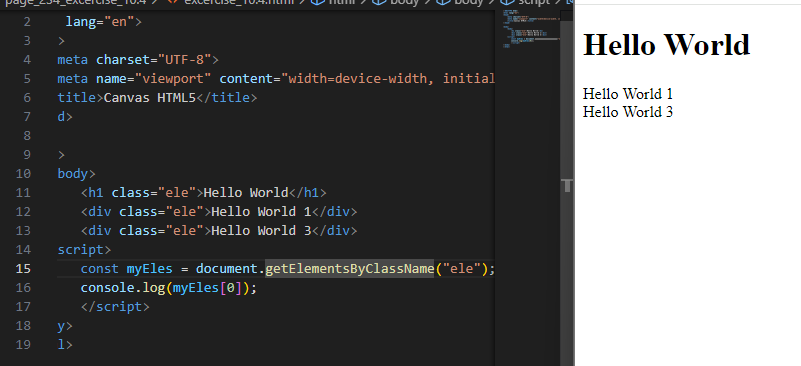 page_234_excercise_10.4 > excercise_10.4.html > html > body > body > script >
2 lang="en">
3 >
4 meta charset="UTF-8">
5 meta name="viewport" content="width=device-width, initial
6 title>Canvas HTML5</title>
7 d>
8
9 >
10 body>
11 <h1 class="ele">Hello World</h1>
12 <div class="ele">Hello World 1</div>
13 <div class="ele">Hello World 3</div>
14 script>
15 const myEles = document.getElementsByClassName("ele");
16 console.log(myEles[0]);
17 </script>
18 y>
19 l>
Hello World
Hello World 1
Hello World 3